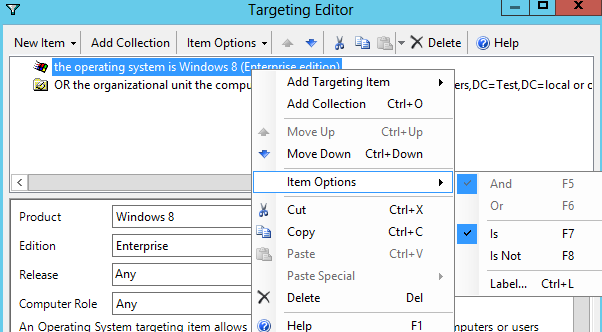 Targeting Editor
New Item Add Collection Item Options Delete Help
the operating system is Windows 8 (Enterprise edition)
OR the organizational unit the compu ers,DC=Test,DC=local or c
Add Targeting Item
Add Collection Ctrl+O
Move Up Ctrl+Up
Move Down Ctrl+Down
Item Options
Cut Ctrl+X
Copy Ctrl+C
Paste Ctrl+V
Paste Special
Delete Del
Help F1
And F5
Or F6
Is F7
Is Not F8
Label... Ctrl+L
Product Windows 8
Edition Enterprise
Release Any
Computer Role Any
An Operating System targeting item allows mputers or users